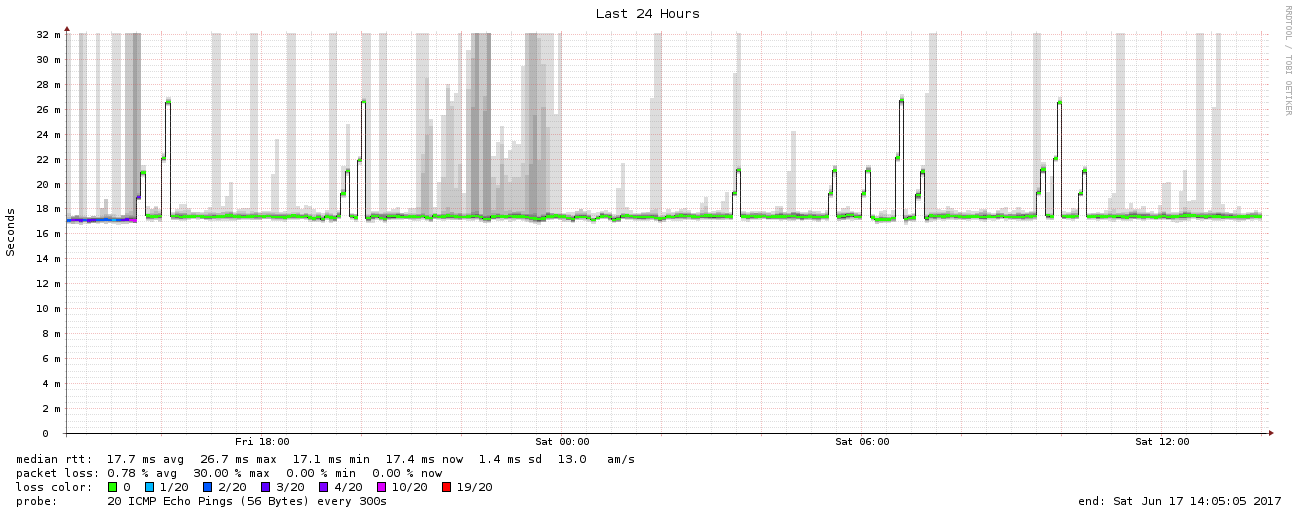 Last 24 Hours
RRDTOOL / TOBI OETIKER
Seconds
32 m
30 m
28 m
26 m
24 m
22 m
20 m
18 m
16 m
14 m
12 m
10 m
8 m
6 m
4 m
2 m
0
Fri 18:00 Sat 00:00 Sat 06:00 Sat 12:00
median rtt: 17.7 ms avg 26.7 ms max 17.1 ms min 17.4 ms now 1.4 ms sd 13.0 am/s
packet loss: 0.78 % avg 30.00 % max 0.00 % min 0.00 % now
loss color: 0 1/20 2/20 3/20 4/20 10/20 19/20
probe: 20 ICMP Echo Pings (56 Bytes) every 300s end: Sat Jun 17 14:05:05 2017